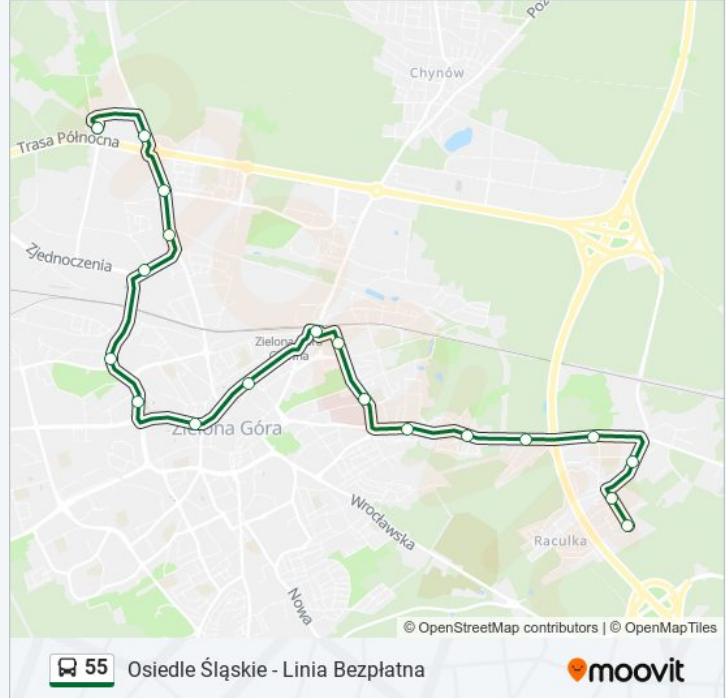 Poz
Chynów
Trasa Północna
Zjednoczenia
Zielona Góra
Zielona Góra
Wrocławska
Raculka
Nowa
© OpenStreetMap contributors | © OpenMapTiles
55 Osiedle Śląskie - Linia Bezpłatna
moovit